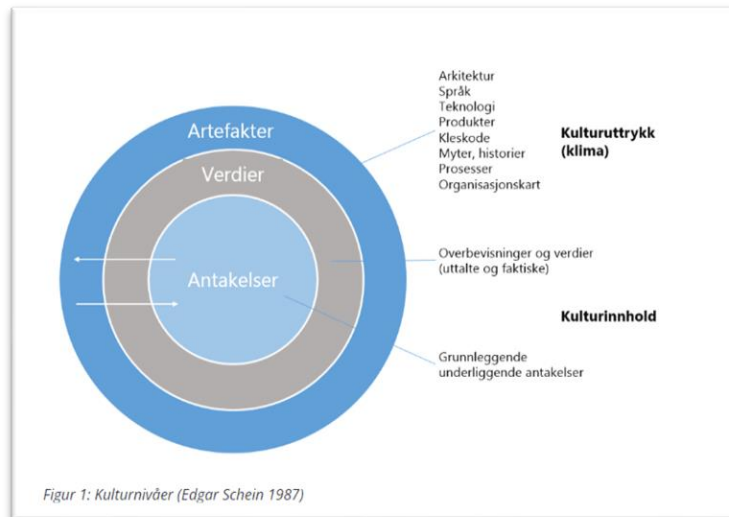 Artefakter
Verdier
Antakelser
Arkitektur
Språk
Teknologi
Produkter
Kleskode
Myter, historier
Prosesser
Organisasjonskart
Kulturuttrykk
(klima)
Overbevisninger og verdier
(uttalte og faktiske)
Kulturinnhold
Grunnleggende
underliggende antakelser
Figur 1: Kulturnivåer (Edgar Schein 1987)